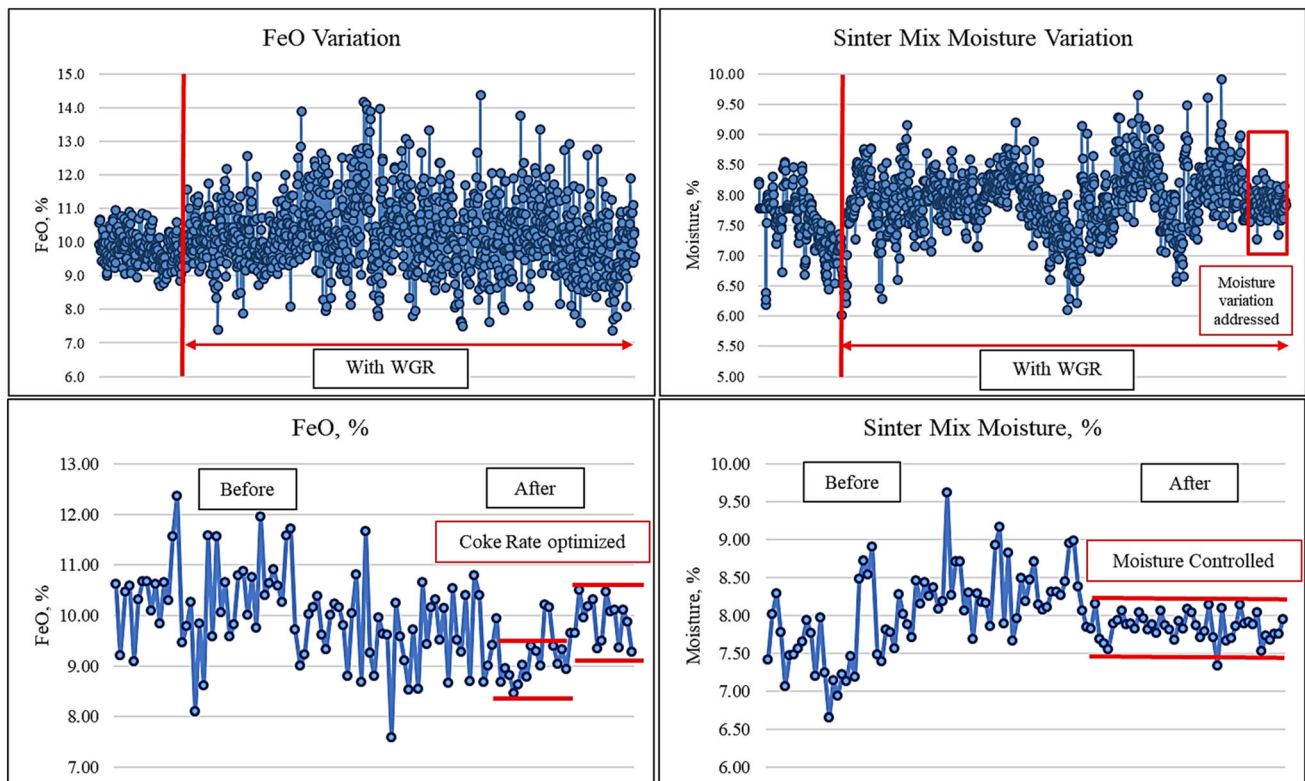 FeO Variation
15.0
14.0
13.0
12.0
11.0
10.0
9.0
8.0
7.0
6.0
FeO, %
With WGR
Sinter Mix Moisture Variation
10.00
9.50
9.00
8.50
8.00
7.50
7.00
6.50
6.00
5.50
5.00
Moisture, %
Moisture
variation
addressed
With WGR
FeO, %
13.00
12.00
11.00
10.00
9.00
8.00
7.00
FeO, %
Before
After
Coke Rate optimized
Sinter Mix Moisture, %
10.00
9.50
9.00
8.50
8.00
7.50
7.00
6.50
6.00
Moisture, %
Before
After
Moisture Controlled